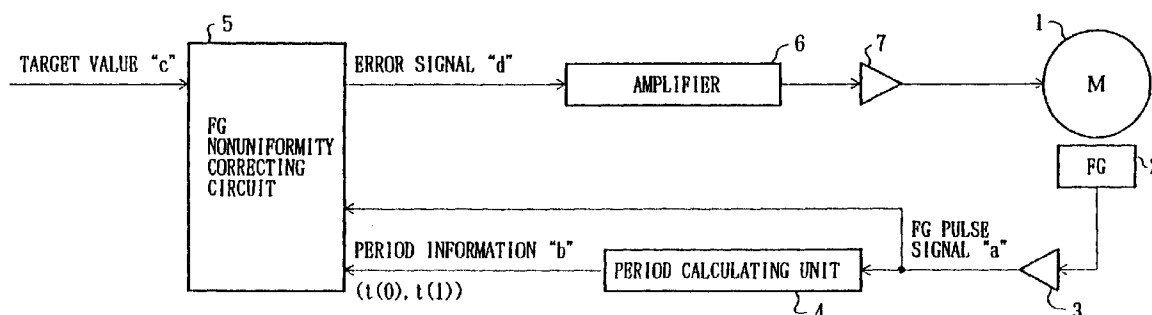 5
TARGET VALUE "c"
ERROR SIGNAL "d"
6
AMPLIFIER
7
1
M
FG
NONUNIFORMITY
CORRECTING
CIRCUIT
FG
2
FG PULSE
SIGNAL "a"
PERIOD INFORMATION "b"
(t(0), t(1))
PERIOD CALCULATING UNIT
4
3